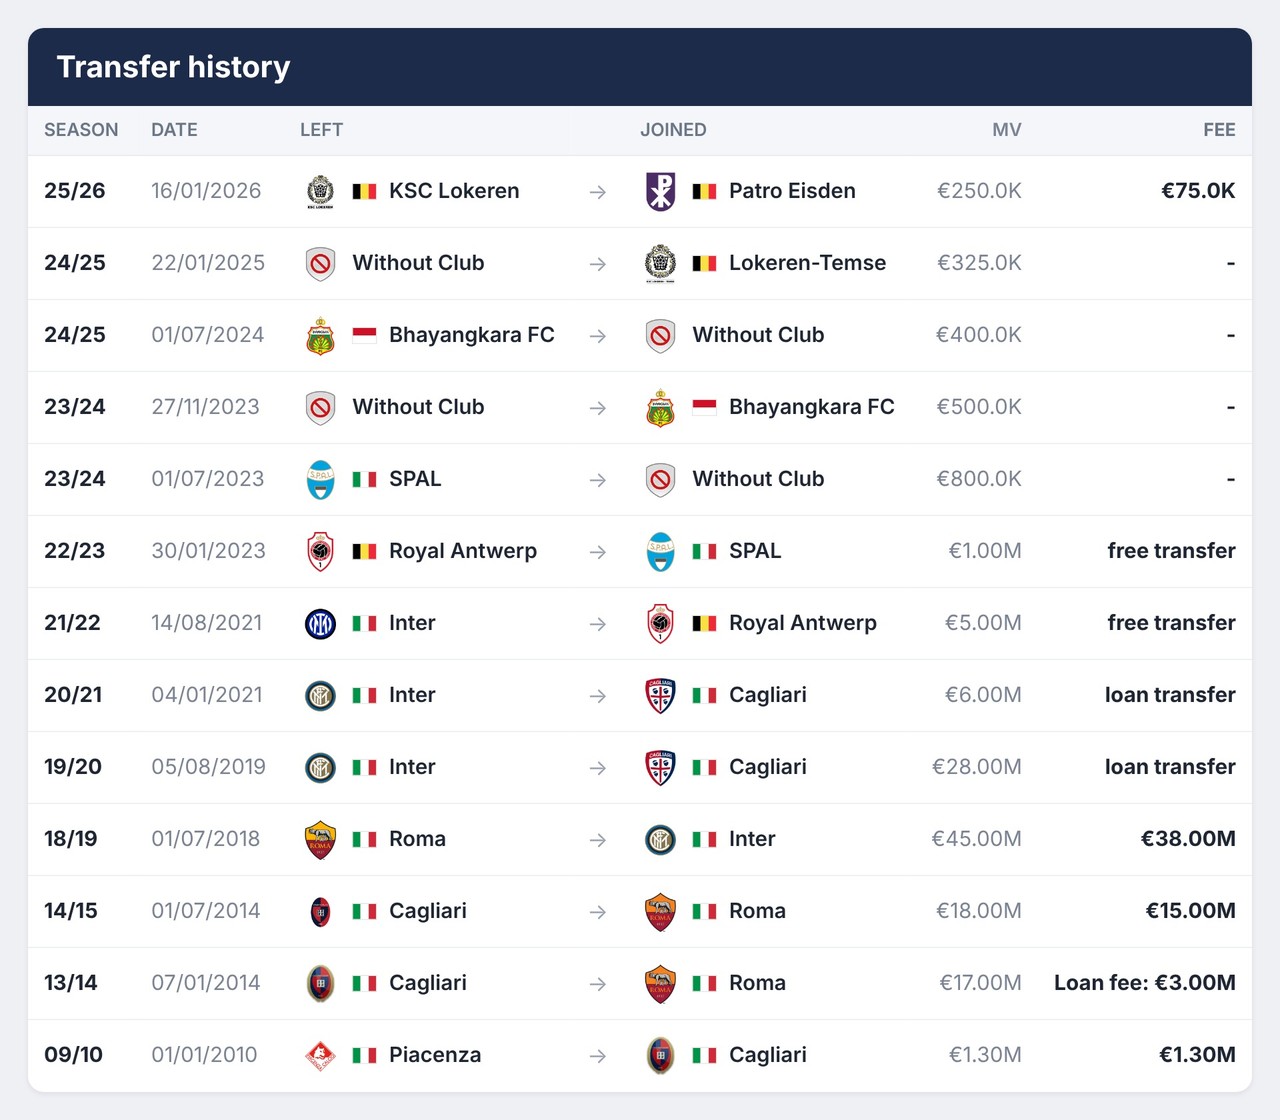 Transfer history
SEASON DATE LEFT JOINED MV FEE
25/26 16/01/2026 KSC Lokeren → Patro Eisden €250.0K €75.0K
24/25 22/01/2025 Without Club → Lokeren-Temse €325.0K -
24/25 01/07/2024 Bhayangkara FC → Without Club €400.0K -
23/24 27/11/2023 Without Club → Bhayangkara FC €500.0K -
23/24 01/07/2023 SPAL → Without Club €800.0K -
22/23 30/01/2023 Royal Antwerp → SPAL €1.00M free transfer
21/22 14/08/2021 Inter → Royal Antwerp €5.00M free transfer
20/21 04/01/2021 Inter → Cagliari €6.00M loan transfer
19/20 05/08/2019 Inter → Cagliari €28.00M loan transfer
18/19 01/07/2018 Roma → Inter €45.00M €38.00M
14/15 01/07/2014 Cagliari → Roma €18.00M €15.00M
13/14 07/01/2014 Cagliari → Roma €17.00M Loan fee: €3.00M
09/10 01/01/2010 Piacenza → Cagliari €1.30M €1.30M